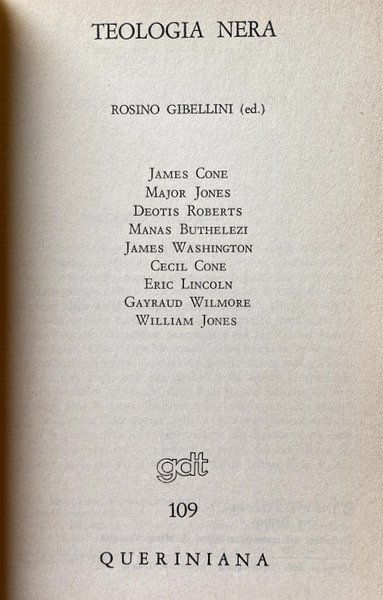 TEOLOGIA NERA
ROSINO GIBELLINI (ed.)
JAMES CONE
MAJOR JONES
DEOTIS ROBERTS
MANAS BUTHELEZI
JAMES WASHINGTON
CECIL CONE
ERIC LINCOLN
GAYRAUD WILMORE
WILLIAM JONES
gdt
109
QUERINIANA